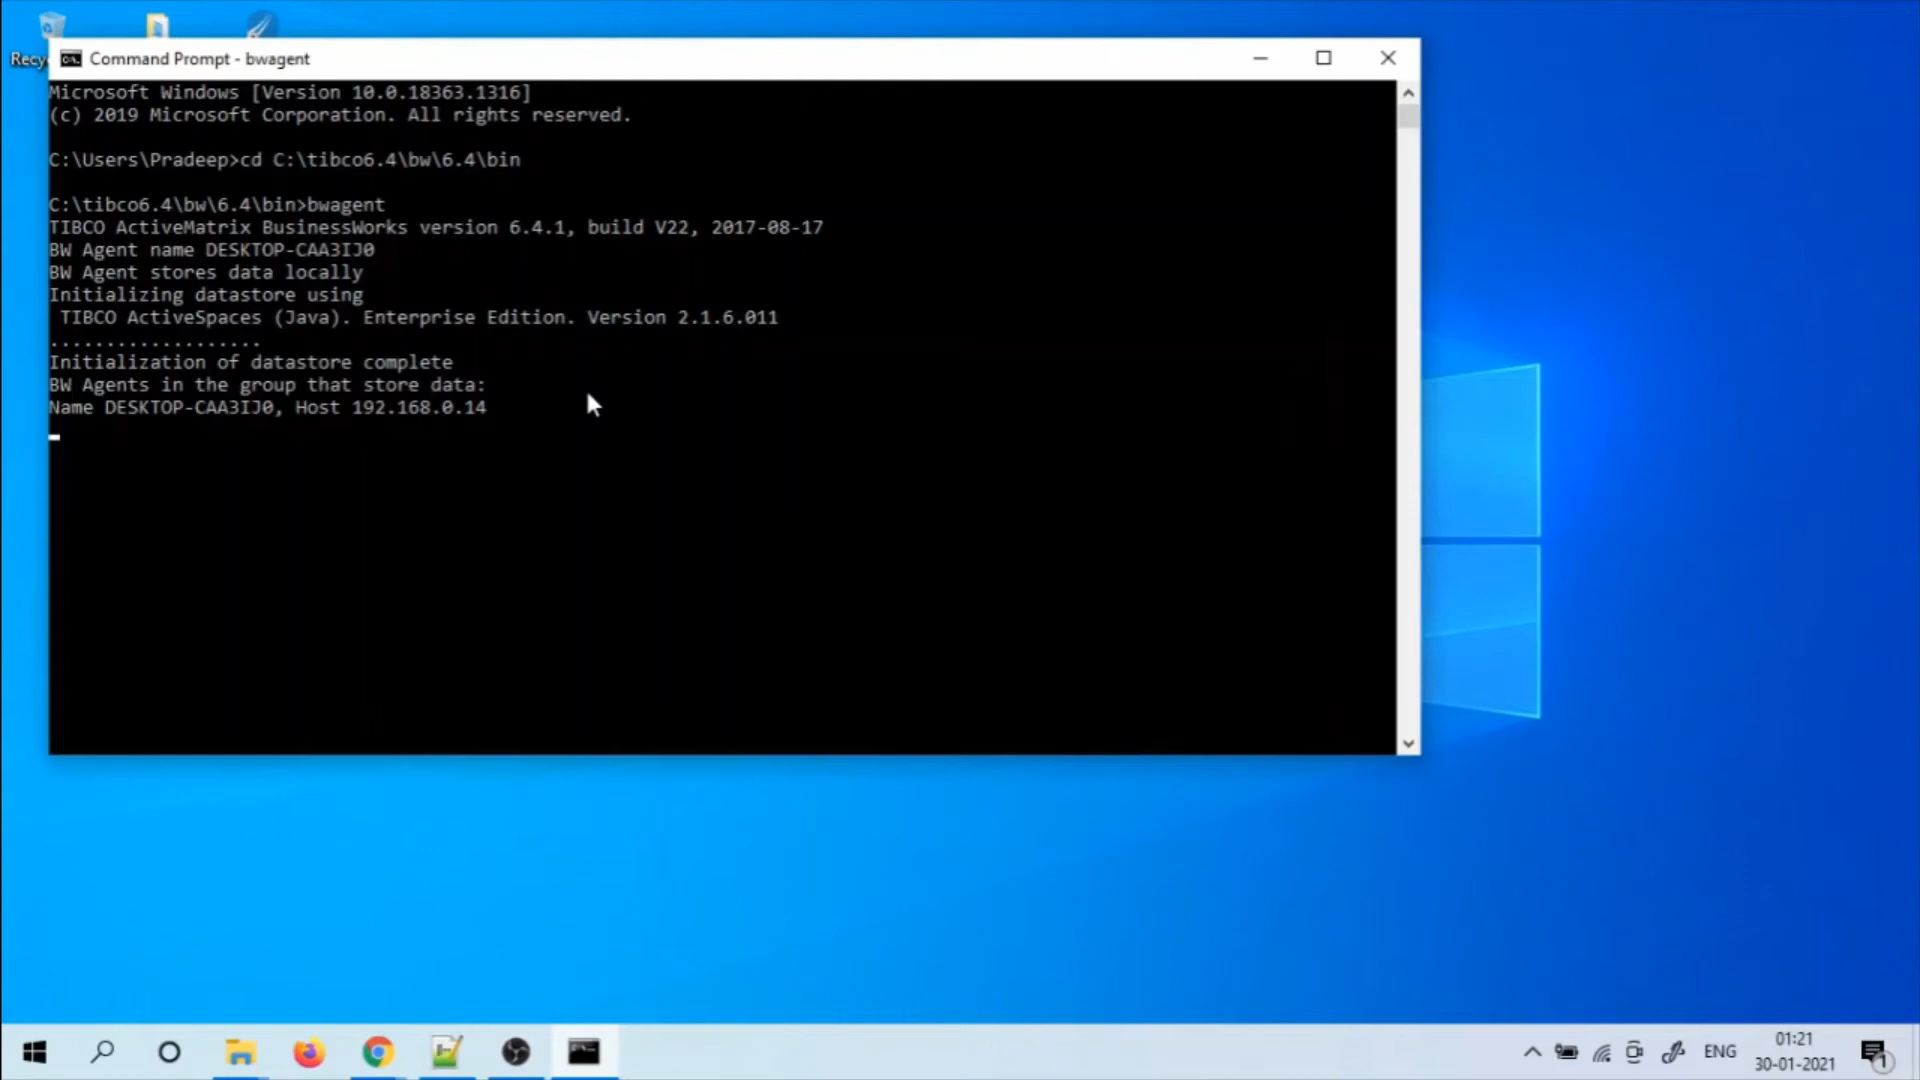 Recy
Command Prompt - bwagent
Microsoft Windows [Version 10.0.18363.1316]
(c) 2019 Microsoft Corporation. All rights reserved.
C:\Users\Pradeep>cd C:\tibco6.4\bw\6.4\bin
C:\tibco6.4\bw\6.4\bin>bwagent
TIBCO ActiveMatrix BusinessWorks version 6.4.1, build V22, 2017-08-17
BW Agent name DESKTOP-CAA3IJ0
BW Agent stores data locally
Initializing datastore using
TIBCO ActiveSpaces (Java). Enterprise Edition. Version 2.1.6.011
...................
Initialization of datastore complete
BW Agents in the group that store data:
Name DESKTOP-CAA3IJ0, Host 192.168.0.14
ENG
01:21
30-01-2021
1